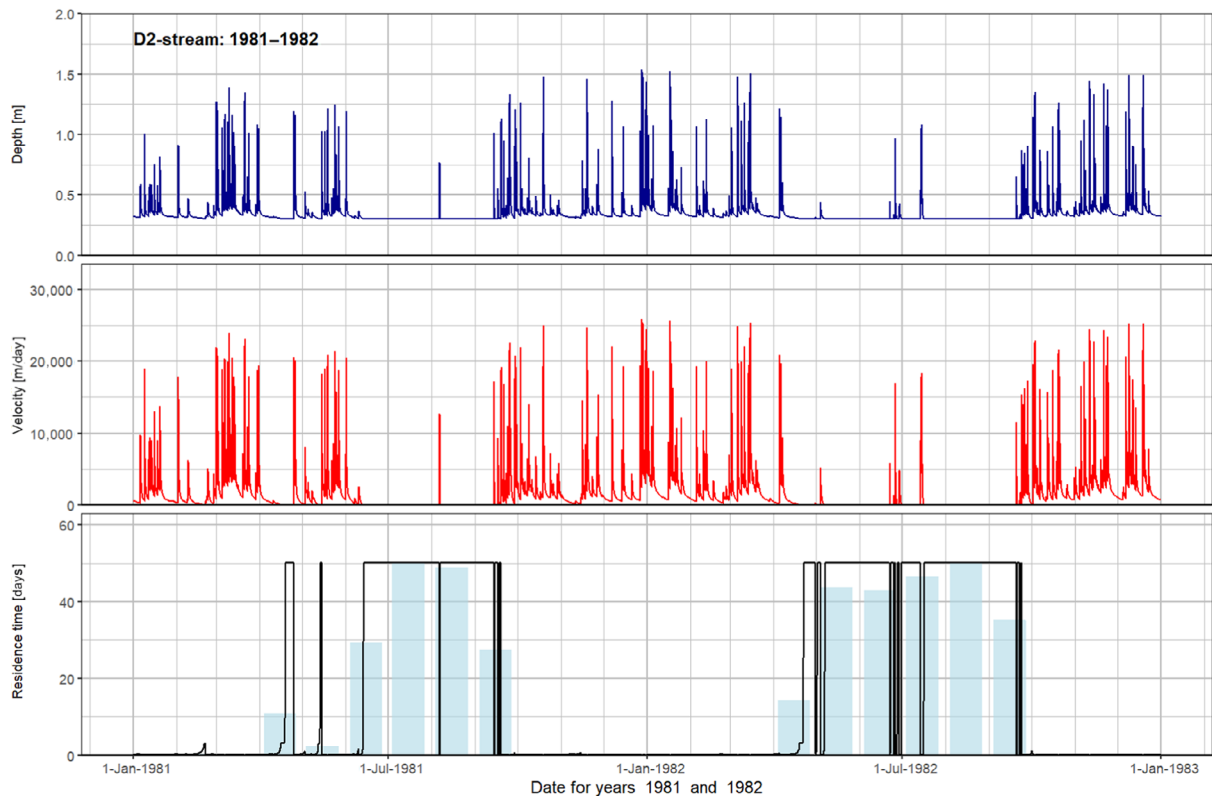 D2-stream: 1981–1982
Depth [m]
2.0
1.5
1.0
0.5
0.0
Velocity [m/day]
30,000
20.000
10,000
0
Residence time [days]
60
40
20
0
1-Jan-1981
1-Jul-1981
1-Jan-1982
1-Jul-1982
1-Jan-1983
Date for years 1981 and 1982